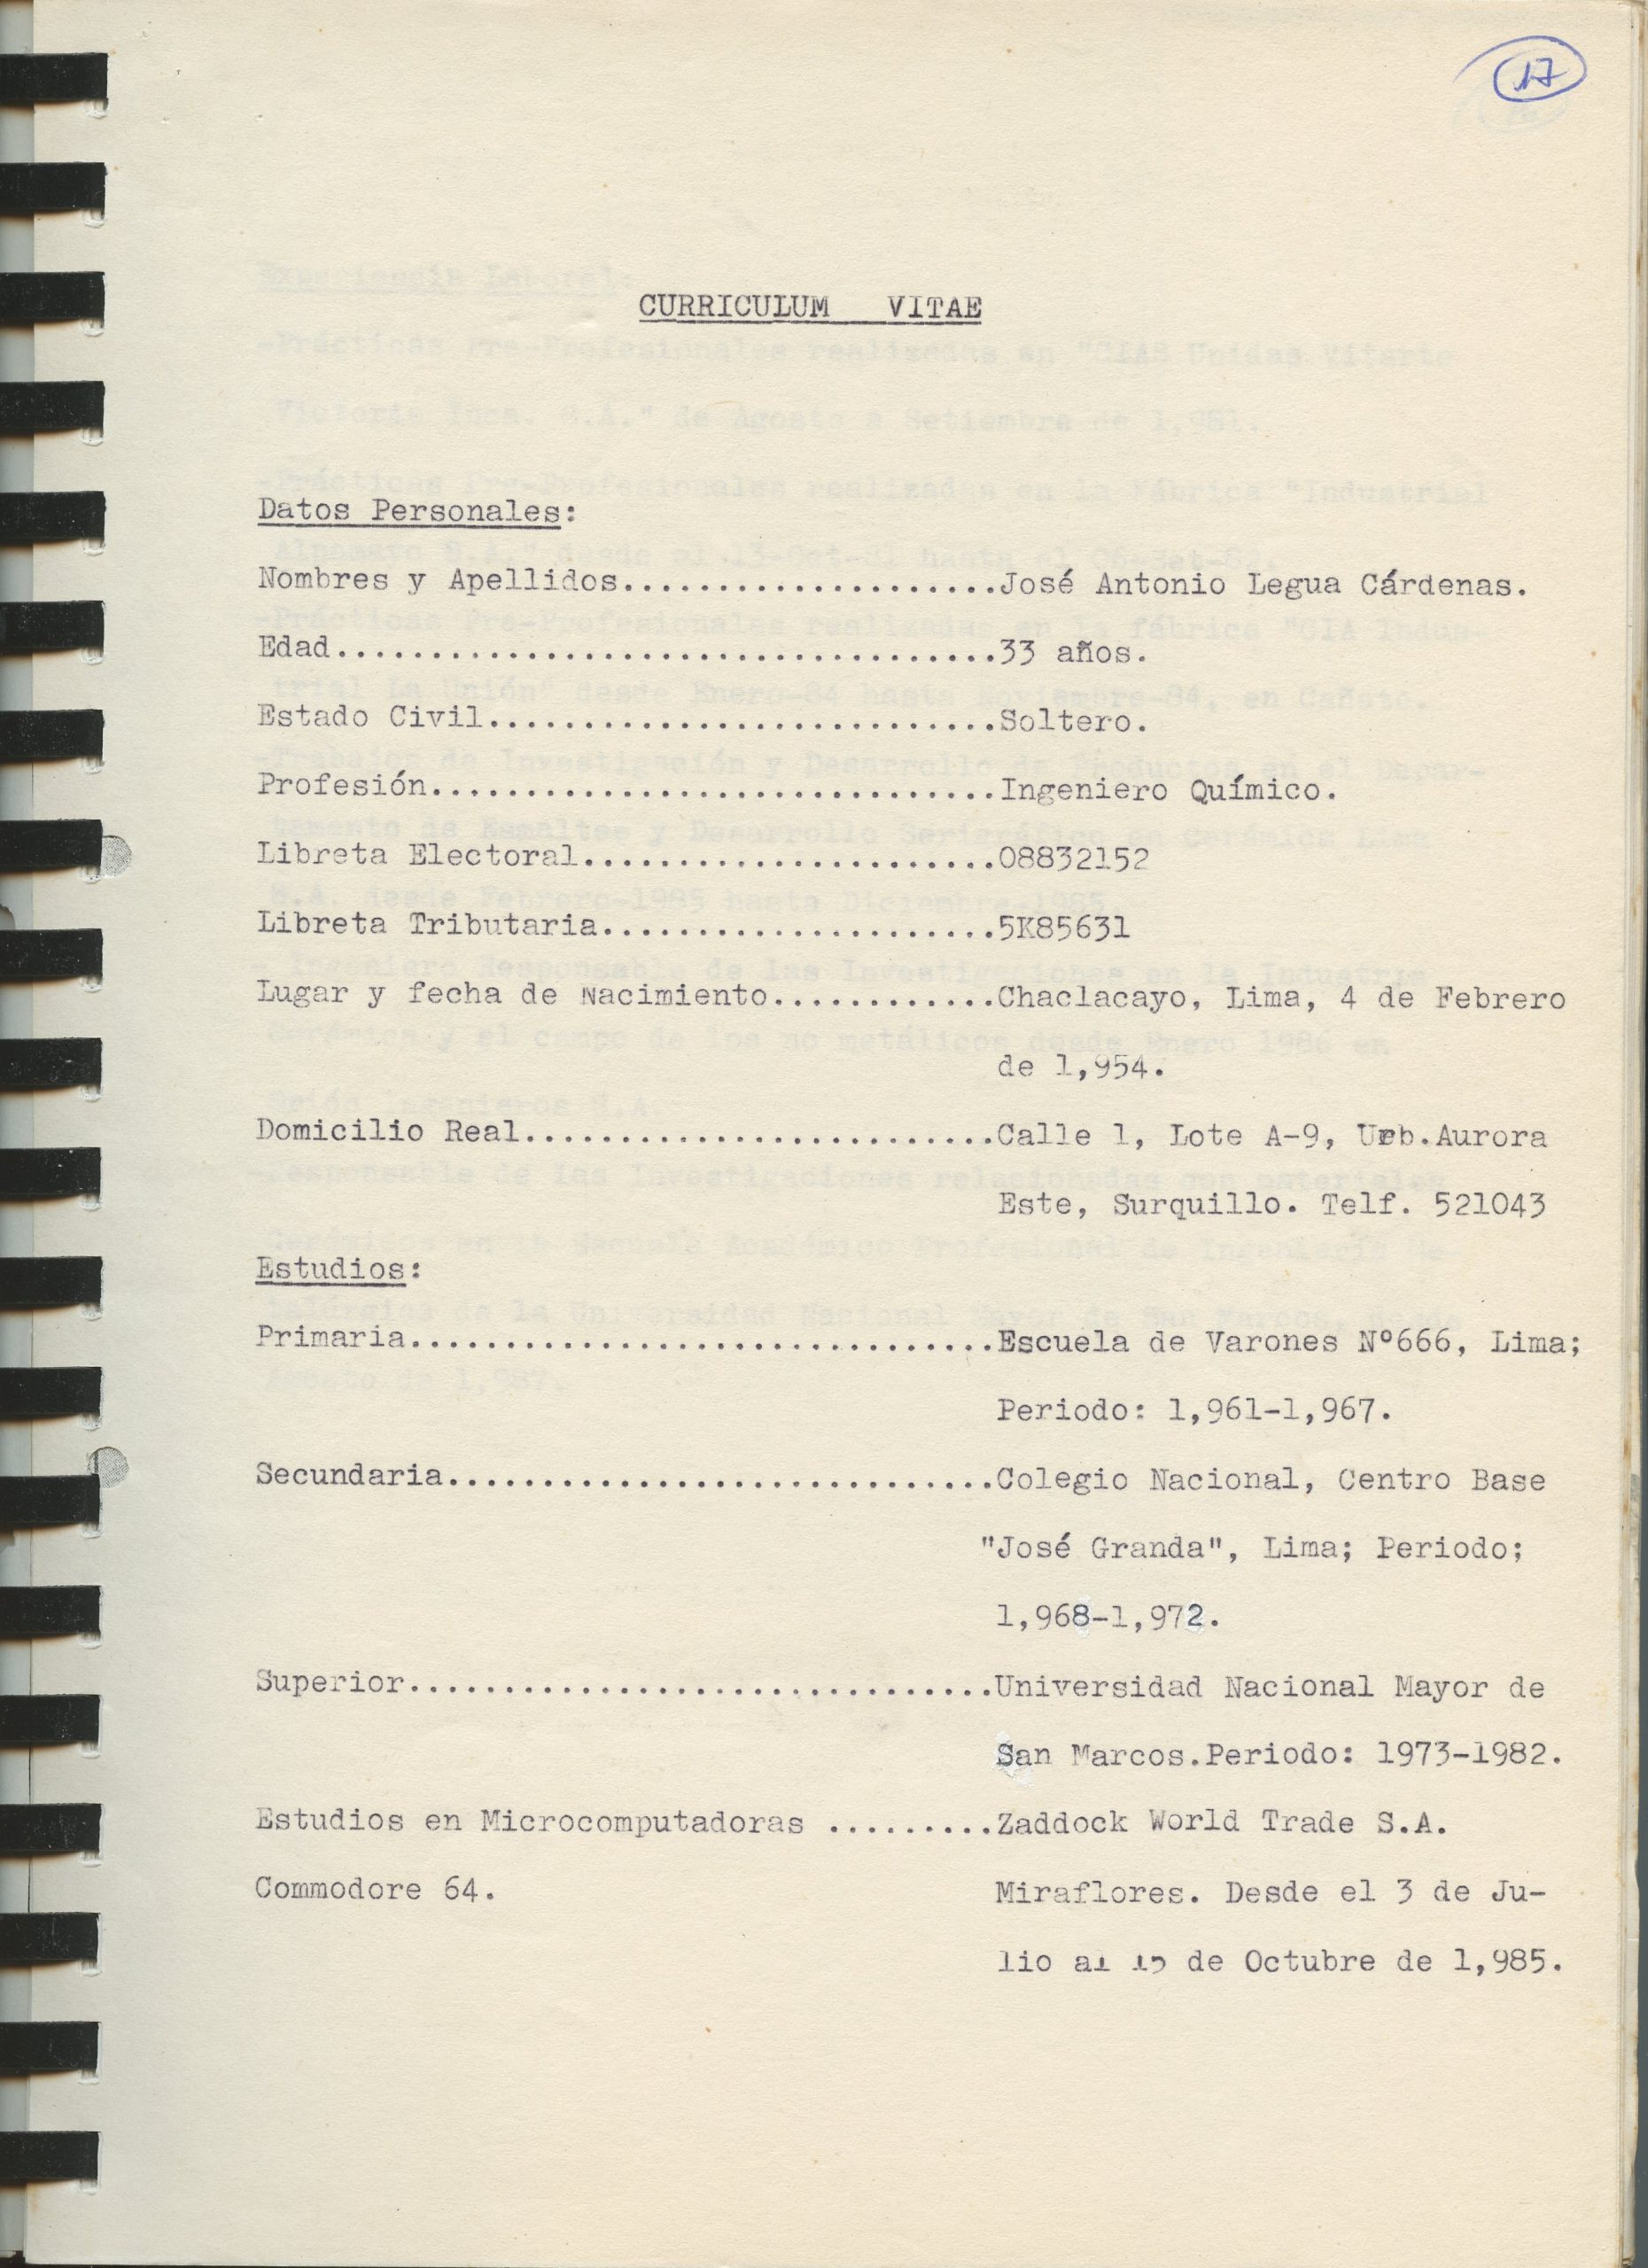 17
CURRICULUM VITAE
Datos Personales:
Nombres y Apellidos....................José Antonio Legua Cárdenas.
Edad...................................33 años.
Estado Civil...........................Soltero.
Profesión..............................Ingeniero Químico.
Libreta Electoral......................08832152
Libreta Tributaria.....................5K85631
Lugar y fecha de Nacimiento............Chaclacayo, Lima, 4 de Febrero
de 1,954.
Domicilio Real.........................Calle 1, Lote A-9, Urb.Aurora
Este, Surquillo. Telf. 521043
Estudios:
Primaria...............................Escuela de Varones Nº666, Lima;
Periodo: 1,961-1,967.
Secundaria.............................Colegio Nacional, Centro Base
"José Granda", Lima; Periodo;
1,968-1,972.
Superior...............................Universidad Nacional Mayor de
San Marcos.Periodo: 1973-1982.
Estudios en Microcomputadoras .........Zaddock World Trade S.A.
Commodore 64.                          Miraflores. Desde el 3 de Ju-
lio al 15 de Octubre de 1,985.